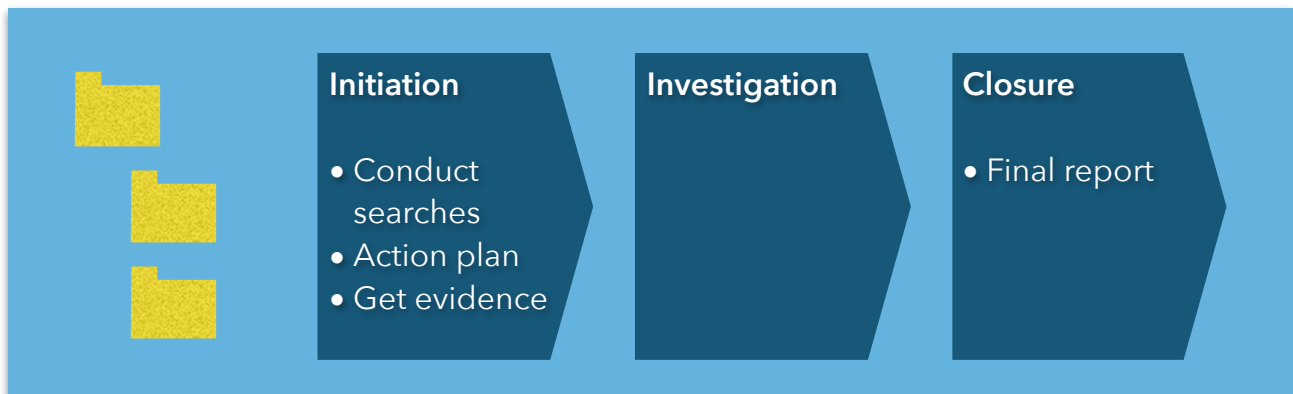 Initiation
• Conduct
searches
• Action plan
• Get evidence
Investigation
Closure
• Final report